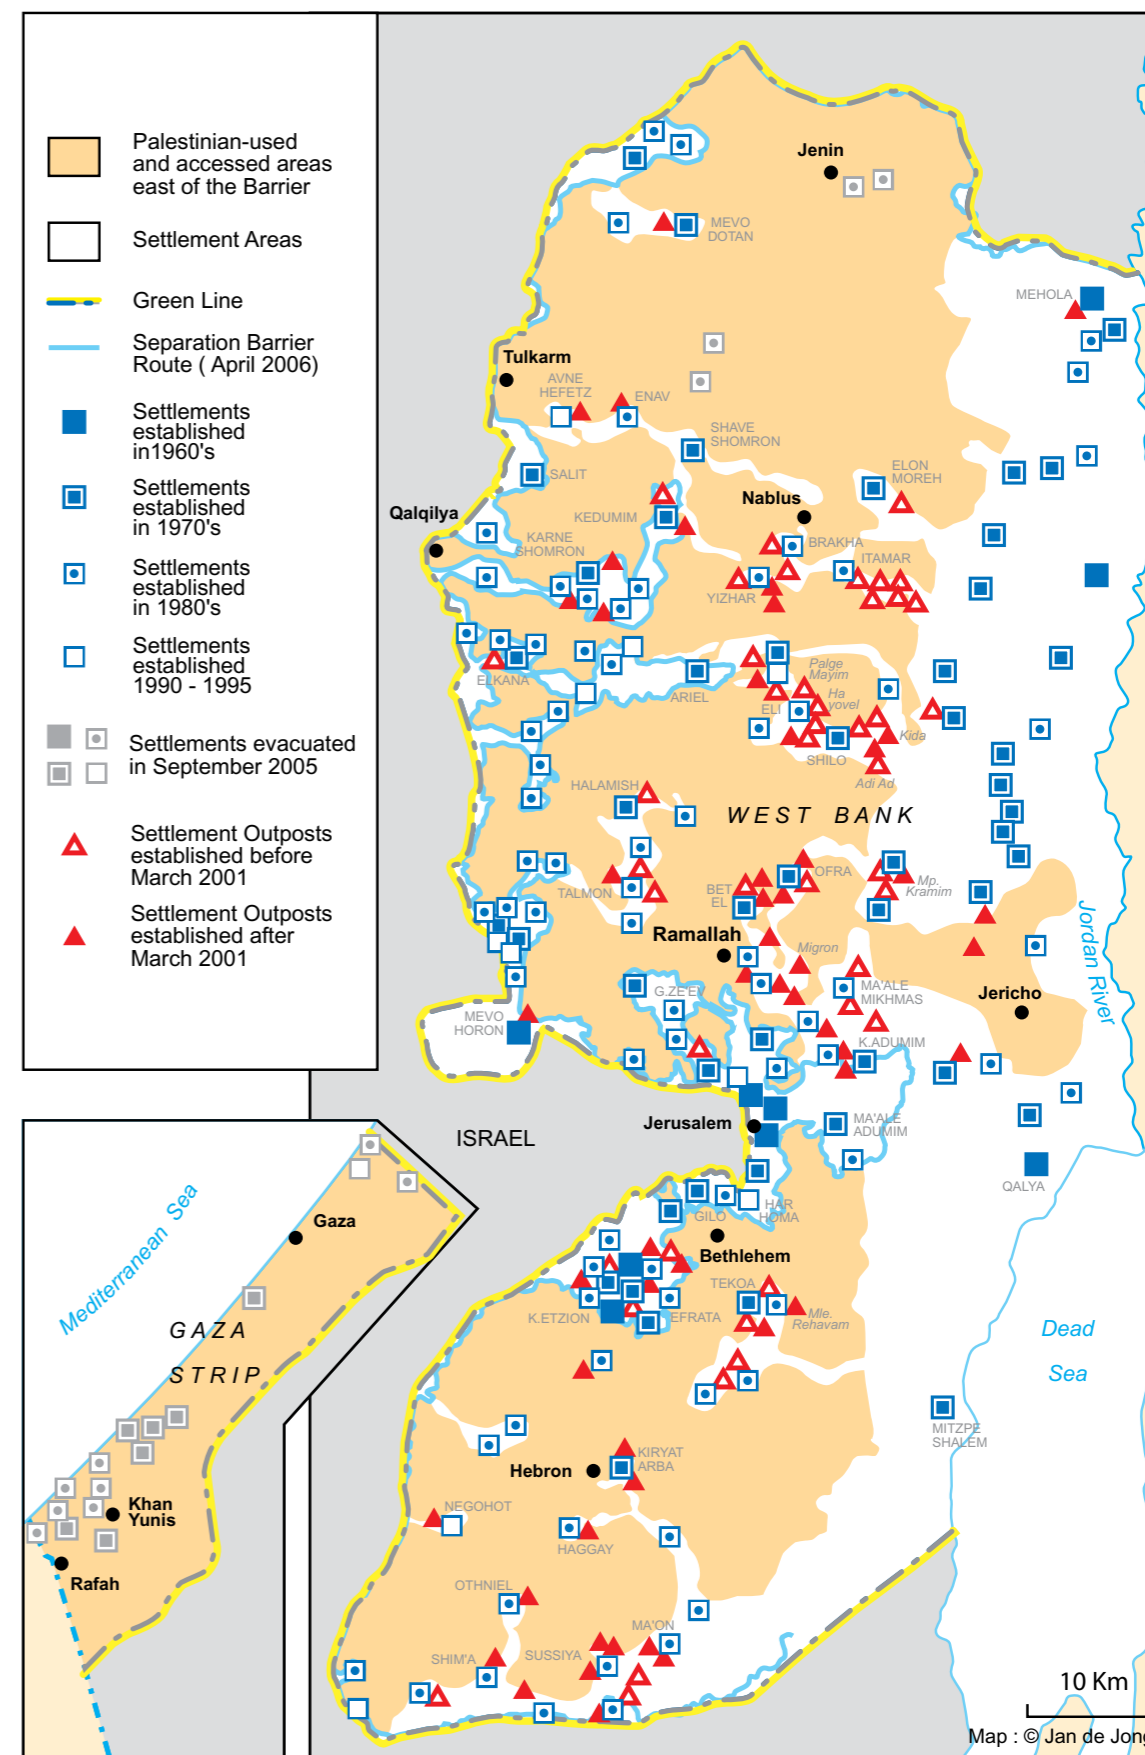 Palestinian-used
and accessed areas
east of the Barrier
Settlement Areas
Green Line
Separation Barrier
Route ( April 2006)
Settlements
established
in1960's
Settlements
established
in 1970's
Settlements
established
in 1980's
Settlements
established
1990 - 1995
Settlements evacuated
in September 2005
Settlement Outposts
established before
March 2001
Settlement Outposts
established after
March 2001
Jenin
MEVO
DOTAN
MEHOLA
Tulkarm
AVNE
HEFETZ
ENAV
SHAVE
SHOMRON
SALIT
ELON
MOREH
Nablus
Qalqilya
KEDUMIM
KARNE
SHOMRON
BRAKHA
ITAMAR
YIZHAR
ELKANA
ARIEL
Palge
Mayim
ELI
Ha
yovel
Kida
SHILO
Adi Ad
HALAMISH
WEST BANK
TALMON
BET
EL
OFRA
Mp.
Kramim
Ramallah
Migron
Jordan River
G.ZE'EV
MA'ALE
MIKHMAS
Jericho
MEVO
HORON
K.ADUMIM
Jerusalem
MA'ALE
ADUMIM
ISRAEL
QALYA
HAR
HOMA
GILO
Bethlehem
TEKOA
K.ETZION
EFRATA
Mle.
Rehavam
Dead
Sea
MITZPE
SHALEM
KIRYAT
ARBA
Hebron
NEGOHOT
HAGGAY
OTHNIEL
MA'ON
SHIM'A
SUSSIYA
Mediterranean Sea
Gaza
GAZA
STRIP
Khan
Yunis
Rafah
10 Km
Map : © Jan de Jong